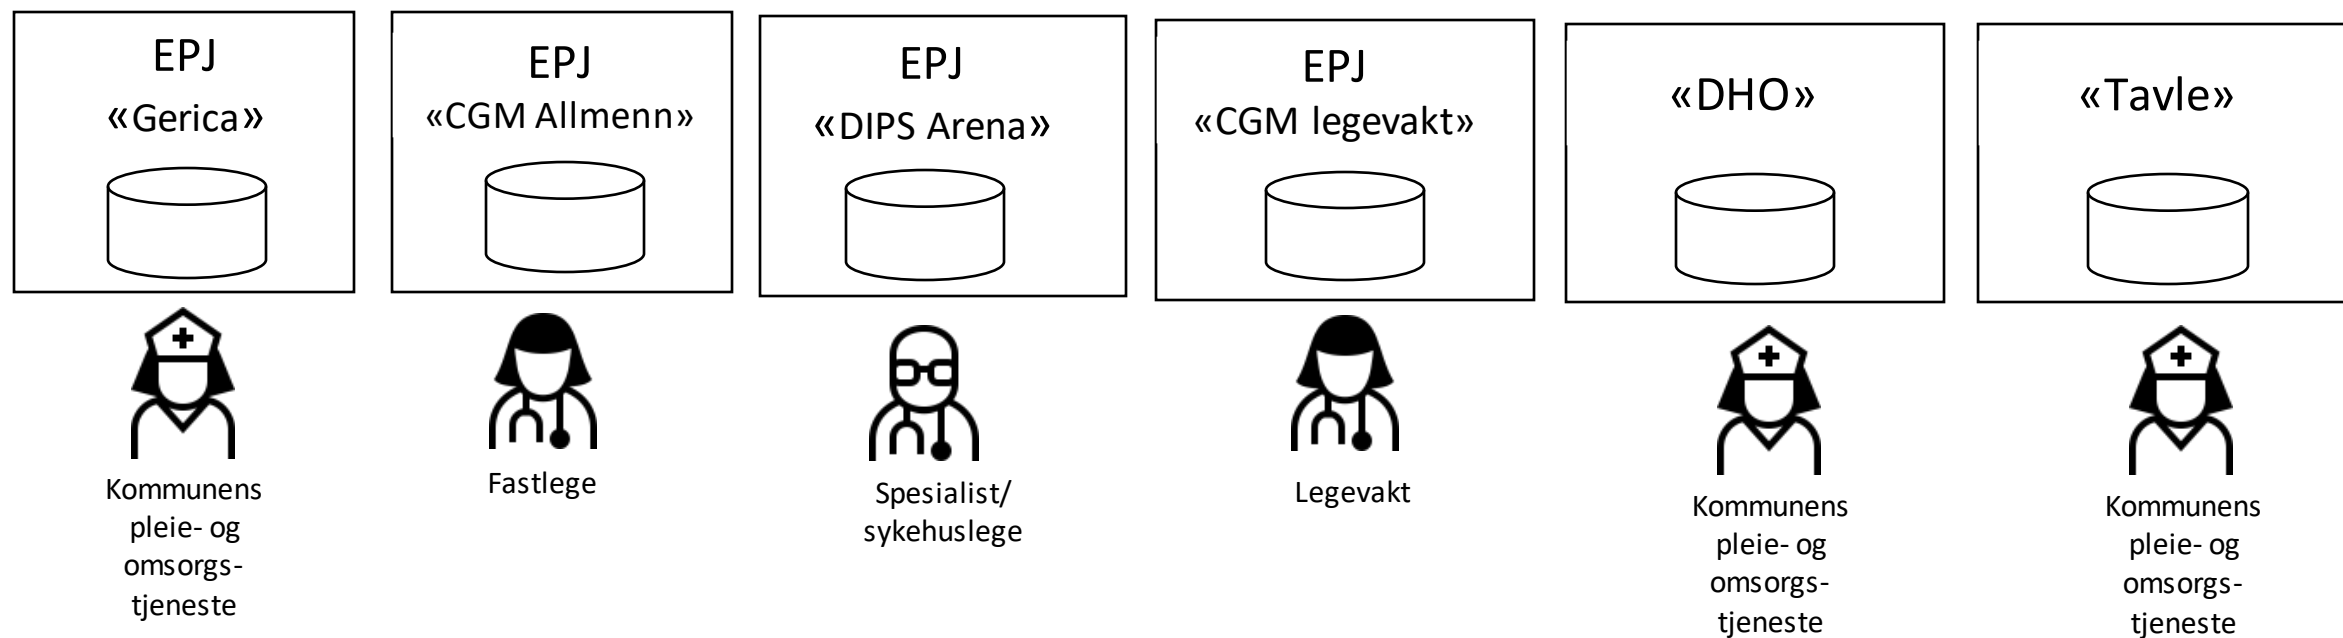 EPJ
«Gerica»
EPJ
«CGM Allmenn»
EPJ
«DIPS Arena»
EPJ
«CGM legevakt»
«DHO»
«Tavle»
Kommunens
pleie- og
omsorgs-
tjeneste
Fastlege
Spesialist/
sykehuslege
Legevakt
Kommunens
pleie- og
omsorgs-
tjeneste
Kommunens
pleie- og
omsorgs-
tjeneste